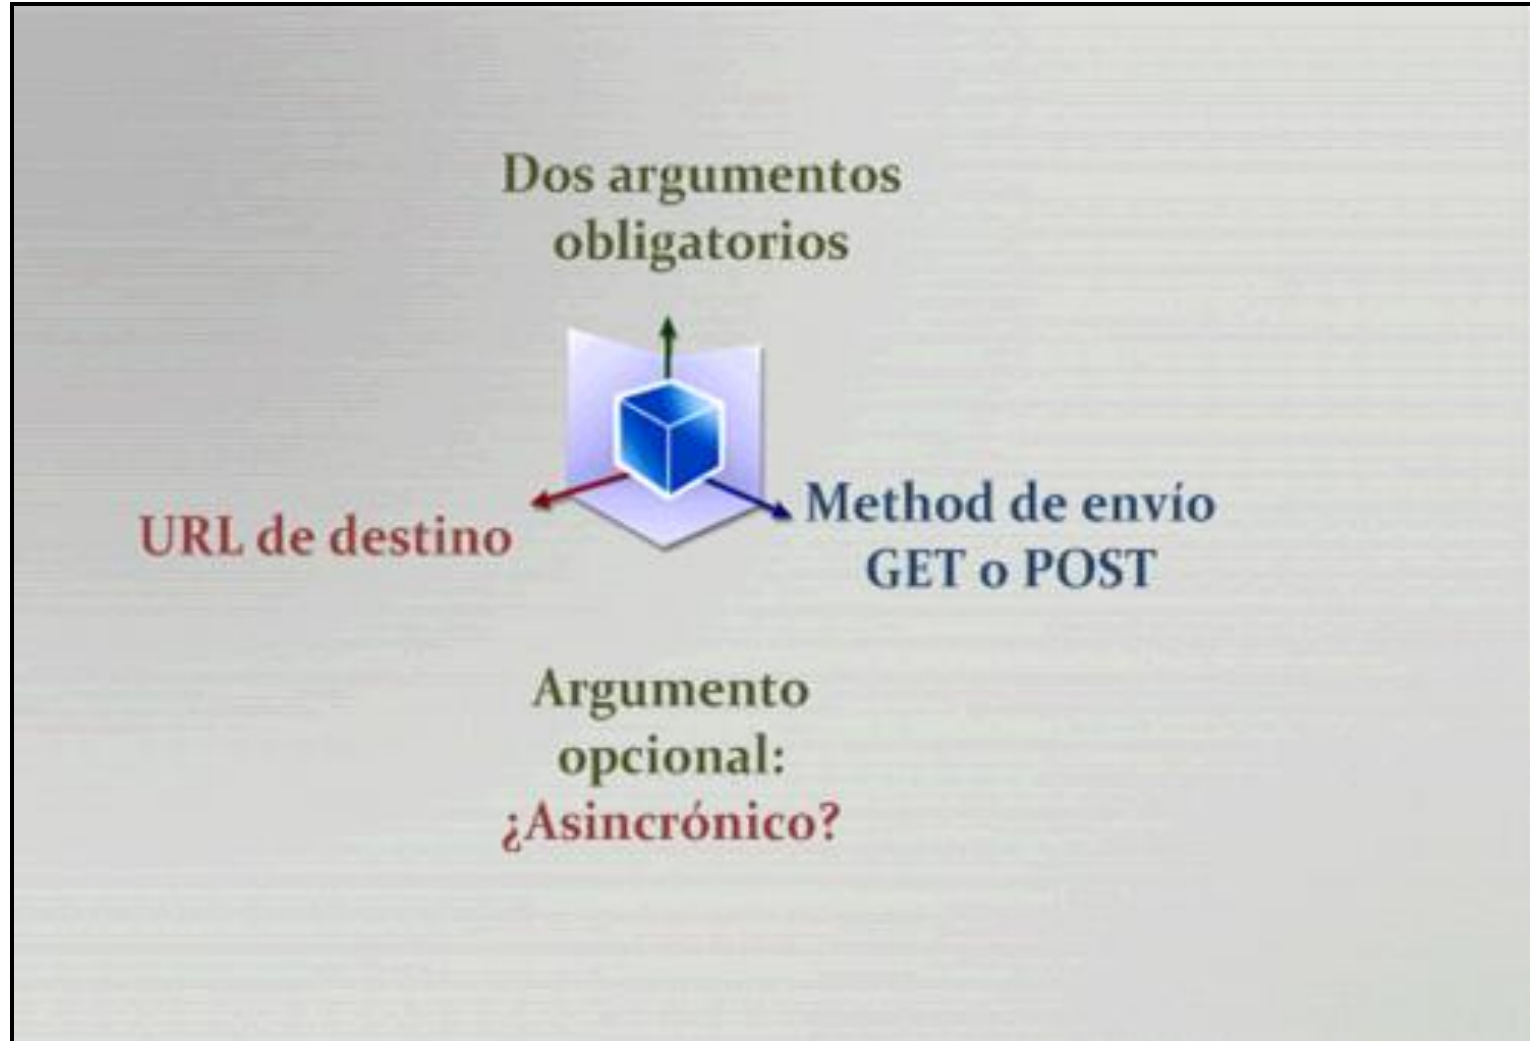 Dos argumentos
obligatorios
URL de destino
Method de envío
GET o POST
Argumento
opcional:
¿Asincrónico?